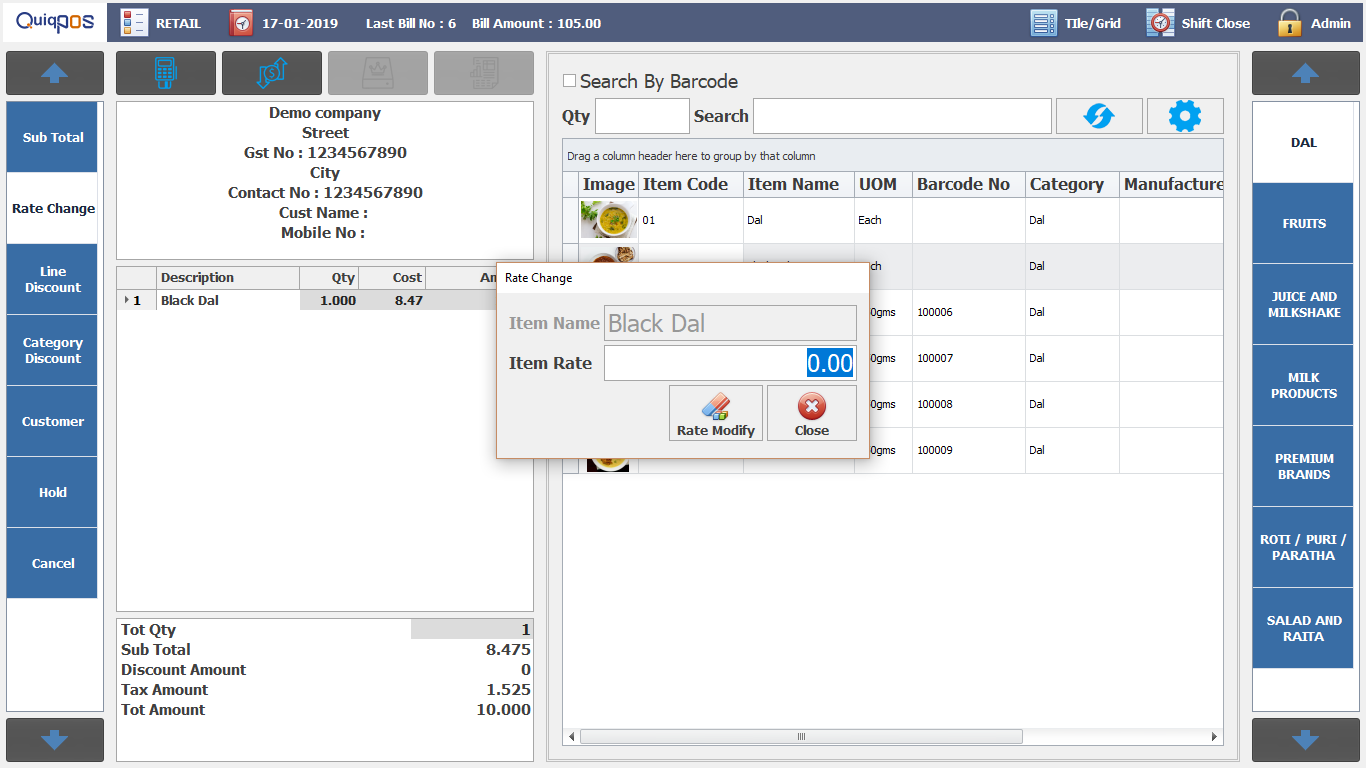 QuiqPOS
RETAIL
17-01-2019
Last Bill No : 6
Bill Amount : 105.00
TIle/Grid
Shift Close
Admin
Sub Total
Rate Change
Line
Discount
Category
Discount
Customer
Hold
Cancel
Demo company
Street
Gst No : 1234567890
City
Contact No : 1234567890
Cust Name :
Mobile No :
Description Qty Cost Am
1 Black Dal 1.000 8.47
Tot Qty 1
Sub Total 8.475
Discount Amount 0
Tax Amount 1.525
Tot Amount 10.000
Search By Barcode
Qty
Search
Drag a column header here to group by that column
Image Item Code Item Name UOM Barcode No Category Manufacture
01 Dal Each Dal
ch Dal
0gms 100006 Dal
0gms 100007 Dal
0gms 100008 Dal
0gms 100009 Dal
Rate Change
Item Name Black Dal
Item Rate 0.00
Rate Modify
Close
DAL
FRUITS
JUICE AND
MILKSHAKE
MILK
PRODUCTS
PREMIUM
BRANDS
ROTI / PURI /
PARATHA
SALAD AND
RAITA